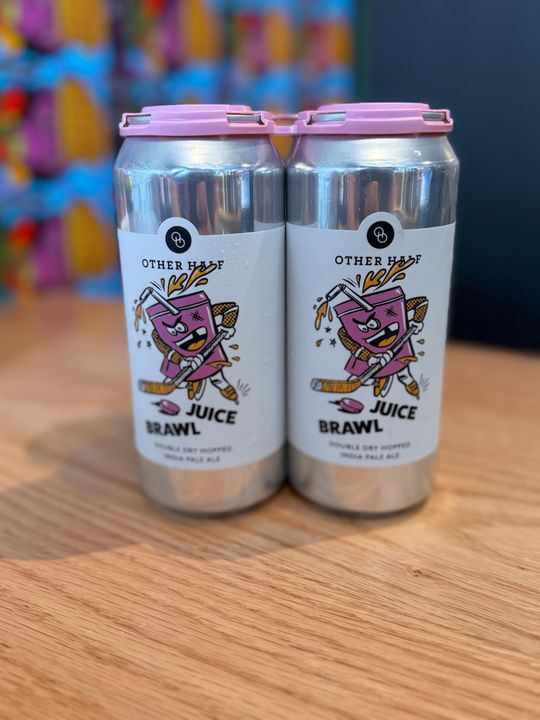 OTHER HALF
JUICE
BRAWL
DOUBLE DRY HOPPED
INDIA PALE ALE
OTHER HALF
JUICE
BRAWL
DOUBLE DRY HOPPED
INDIA PALE ALE